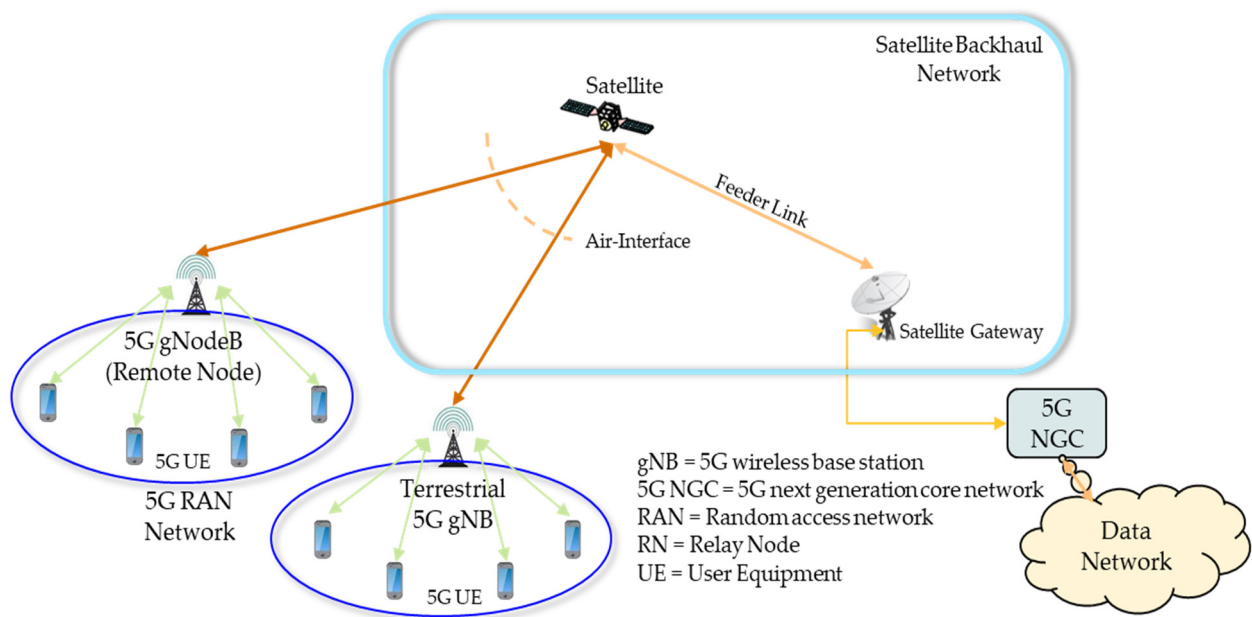 Satellite Backhaul
Network
Satellite
Feeder Link
Air-Interface
Satellite Gateway
5G gNodeB
(Remote Node)
5G UE
5G RAN
Network
Terrestrial
5G gNB
5G UE
5G
NGC
gNB = 5G wireless base station
5G NGC = 5G next generation core network
RAN = Random access network
RN = Relay Node
UE = User Equipment
Data
Network